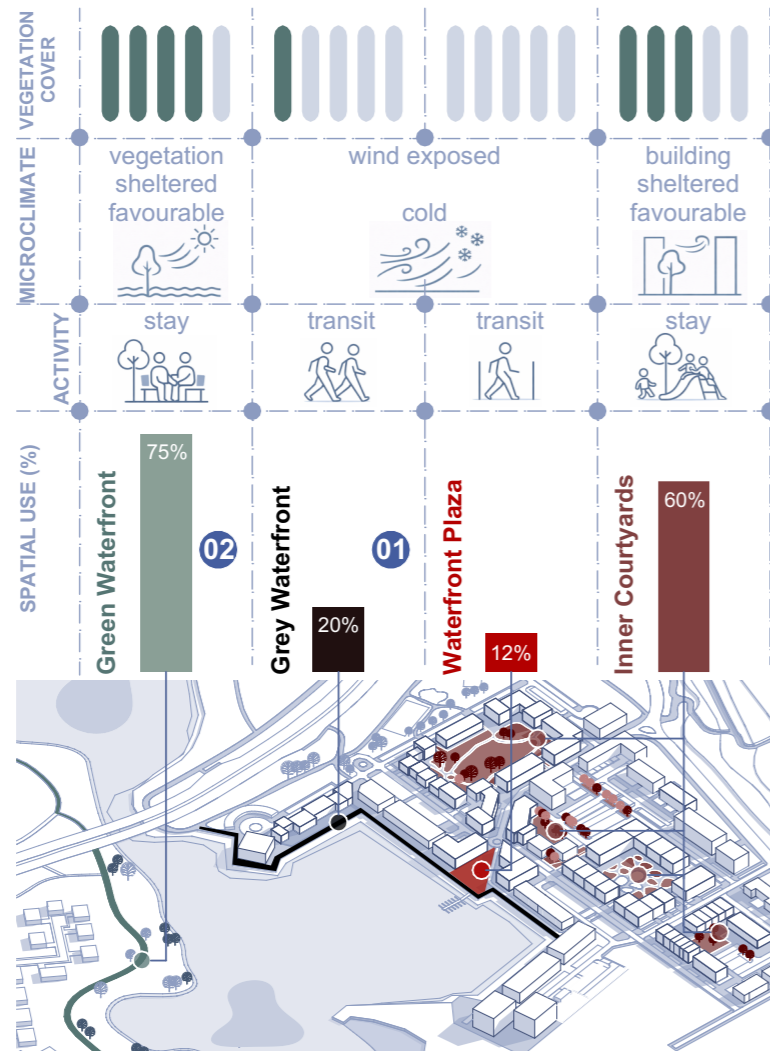 VEGETATION
COVER
MICROCLIMATE
vegetation
sheltered
favourable
wind exposed
cold
building
sheltered
favourable
ACTIVITY
stay
transit
transit
stay
SPATIAL USE (%)
Green Waterfront
75%
02
Grey Waterfront
20%
01
Waterfront Plaza
12%
Inner Courtyards
60%